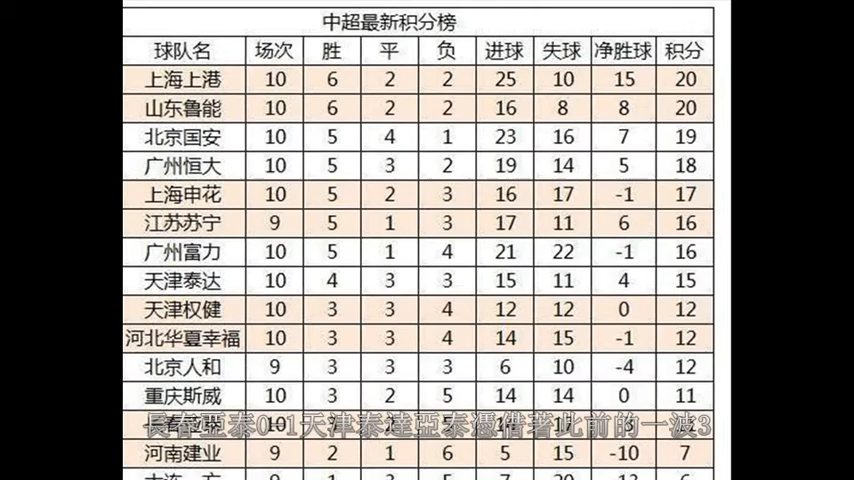 中超最新积分榜
球队名 场次 胜 平 负 进球 失球 净胜球 积分
上海上港 10 6 2 2 25 10 15 20
山东鲁能 10 6 2 2 16 8 8 20
北京国安 10 5 4 1 23 16 7 19
广州恒大 10 5 3 2 19 14 5 18
上海申花 10 5 2 3 16 17 -1 17
江苏苏宁 9 5 1 3 17 11 6 16
广州富力 10 5 1 4 21 22 -1 16
天津泰达 10 4 3 3 15 11 4 15
天津权健 10 3 3 4 12 12 0 12
河北华夏幸福 10 3 3 4 14 15 -1 12
北京人和 9 3 3 3 6 10 -4 12
重庆斯威 10 3 2 5 14 14 0 11
長春亞泰0-1天津泰達亞泰憑借著此前的一波3
河南建业 9 2 1 6 5 15 -10 7